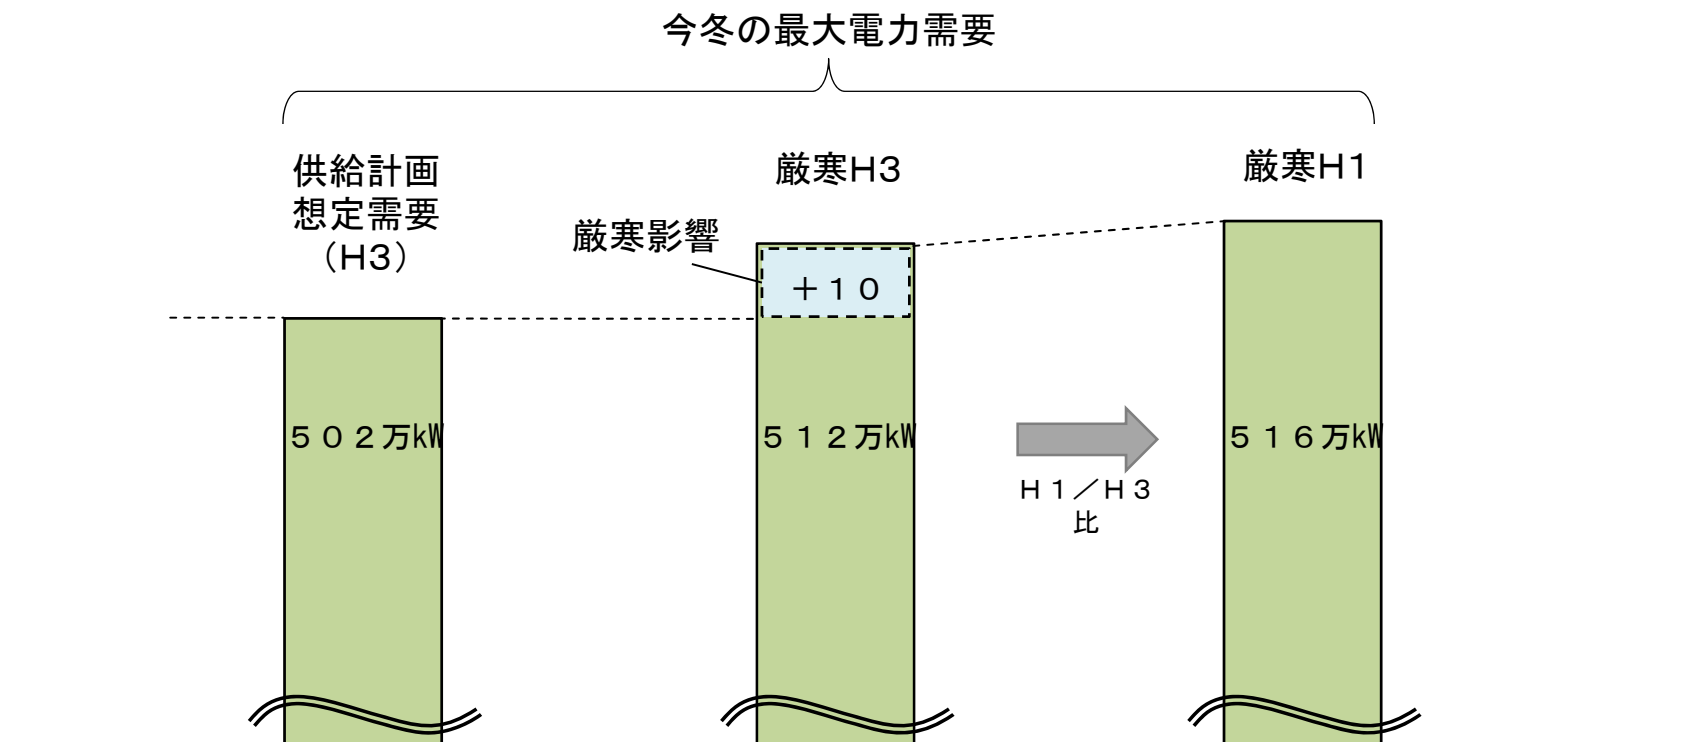 今冬の最大電力需要
供給計画
想定需要
（H3）
厳寒H3
厳寒H1
厳寒影響
＋１０
５０２万kW
５１２万kW
５１６万kW
Ｈ１／Ｈ３
比